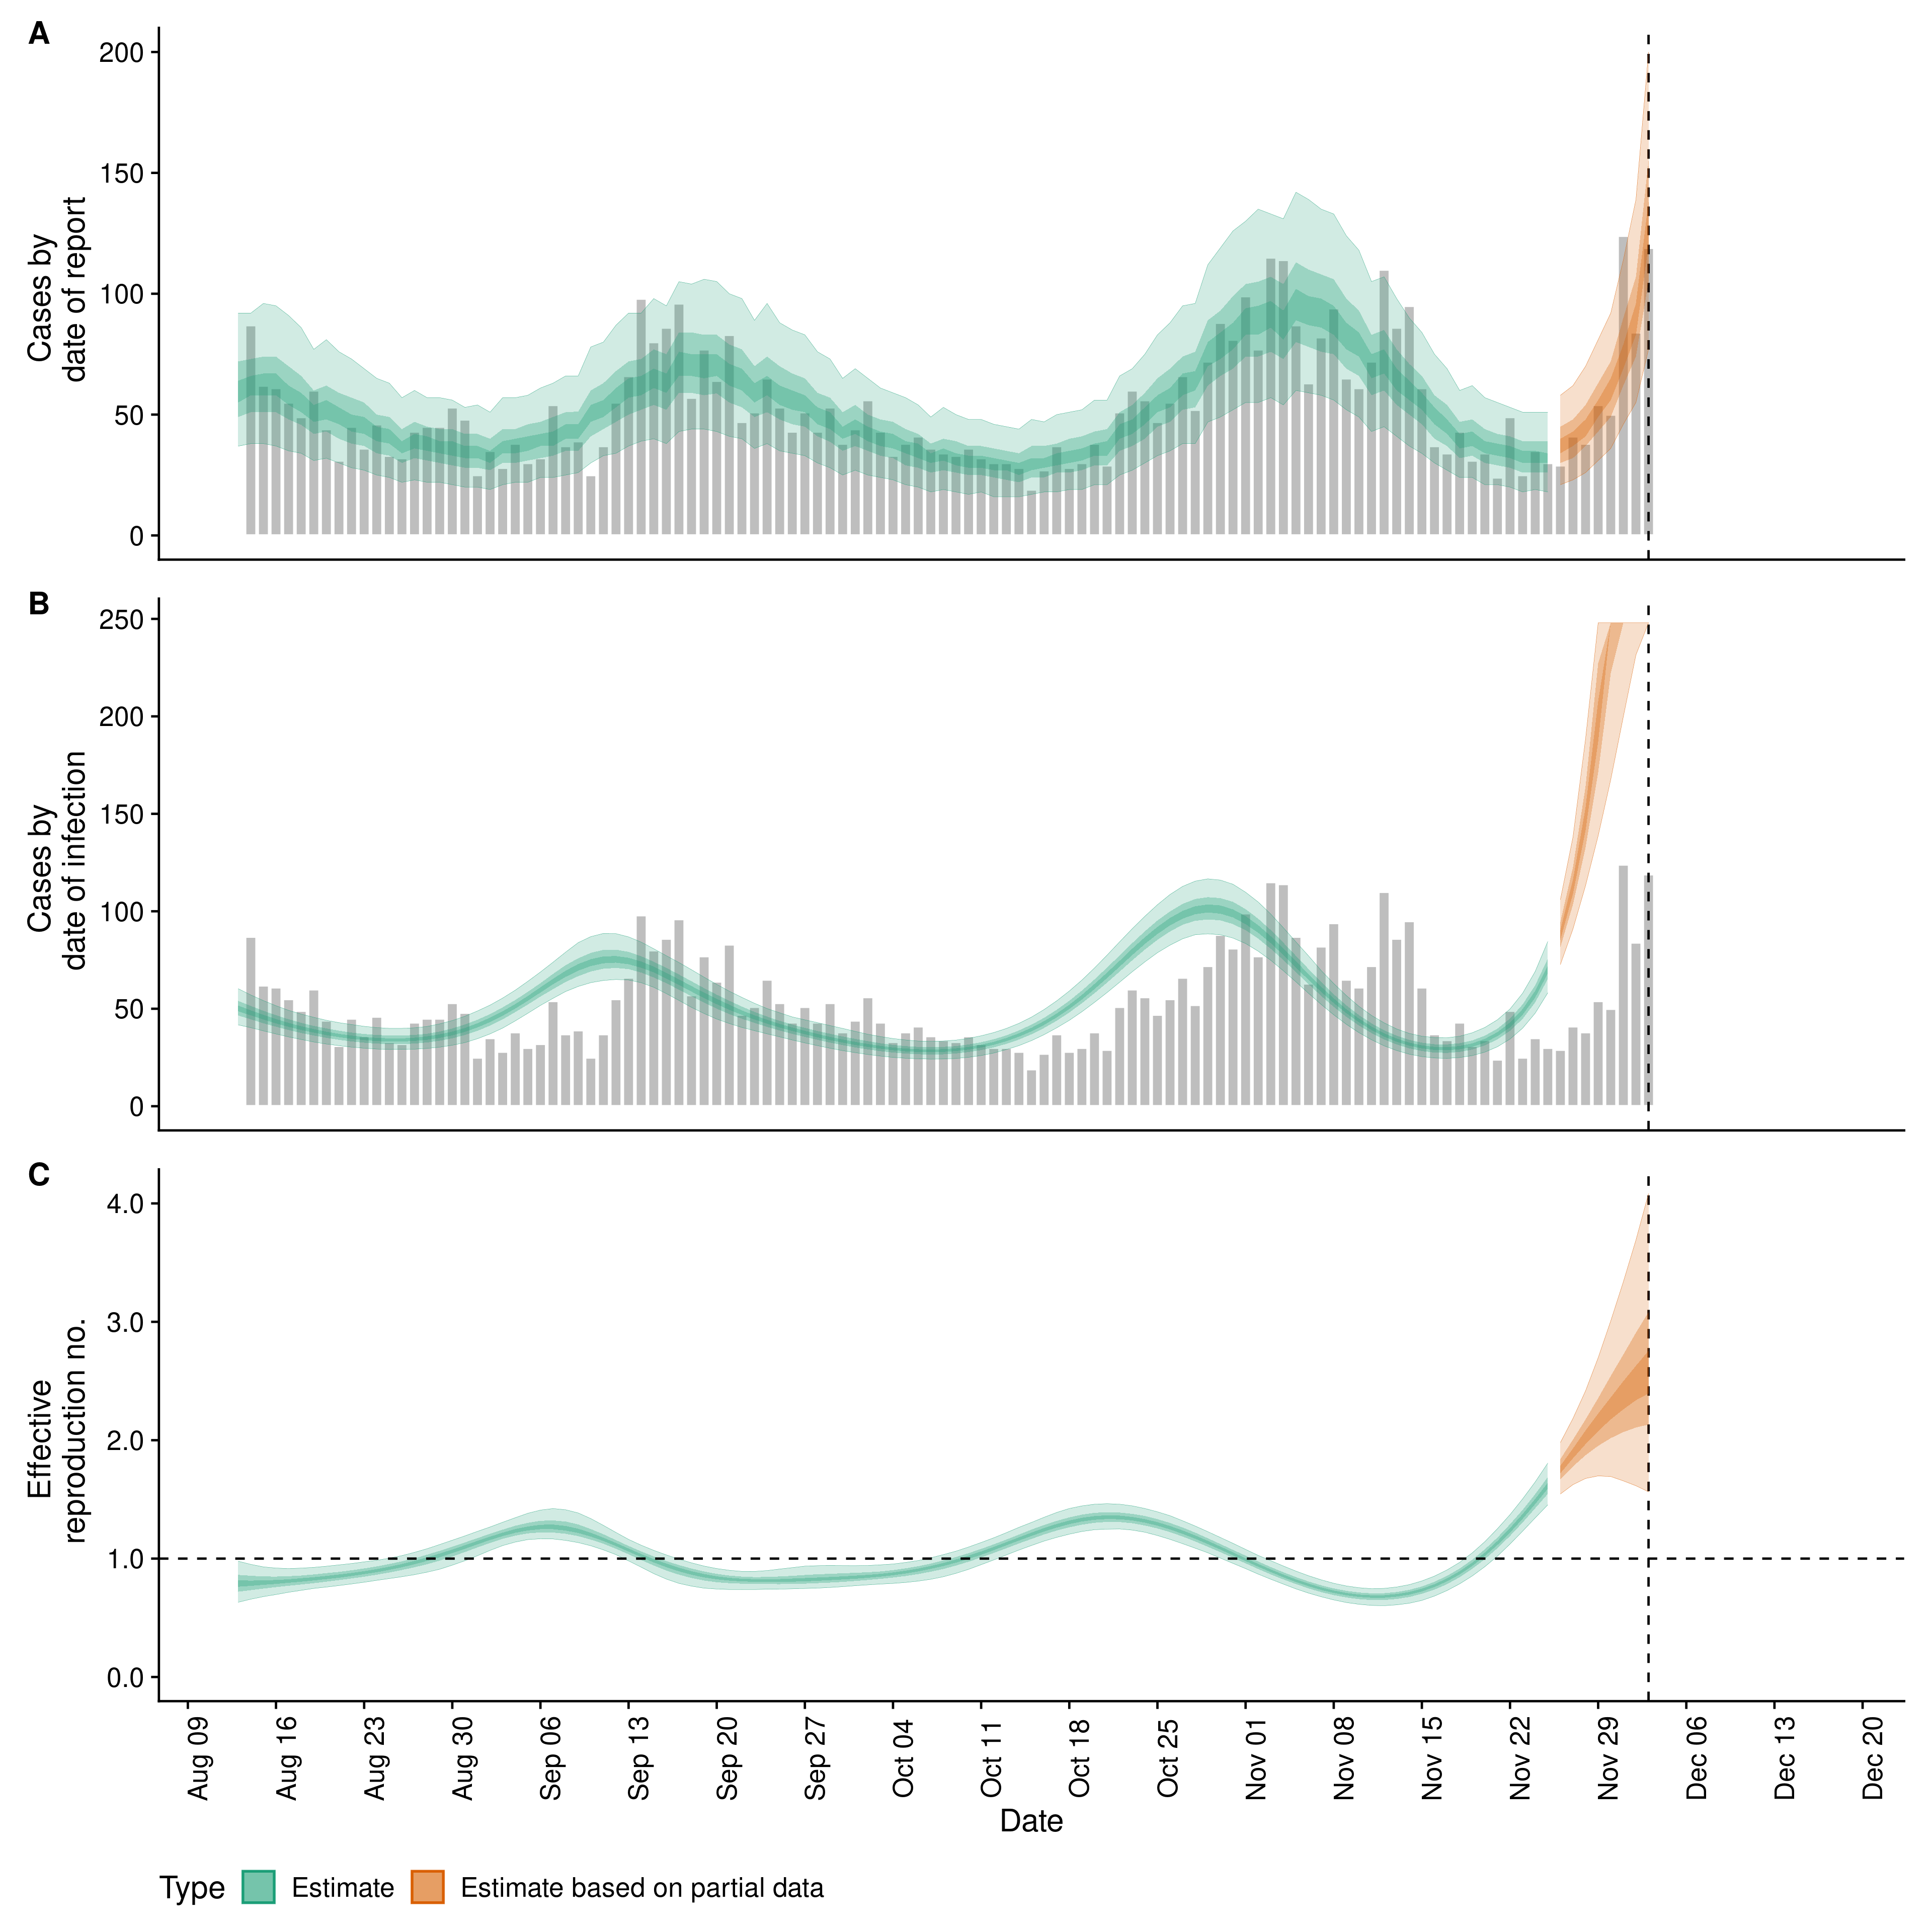 A
200
150
100
50
0
Cases by
date of report
B
250
200
150
100
50
0
Cases by
date of infection
C
4.0
3.0
2.0
1.0
0.0
Effective
reproduction no.
Aug 09
Aug 16
Aug 23
Aug 30
Sep 06
Sep 13
Sep 20
Sep 27
Oct 04
Oct 11
Oct 18
Oct 25
Nov 01
Nov 08
Nov 15
Nov 22
Nov 29
Dec 06
Dec 13
Dec 20
Date
Type Estimate Estimate based on partial data